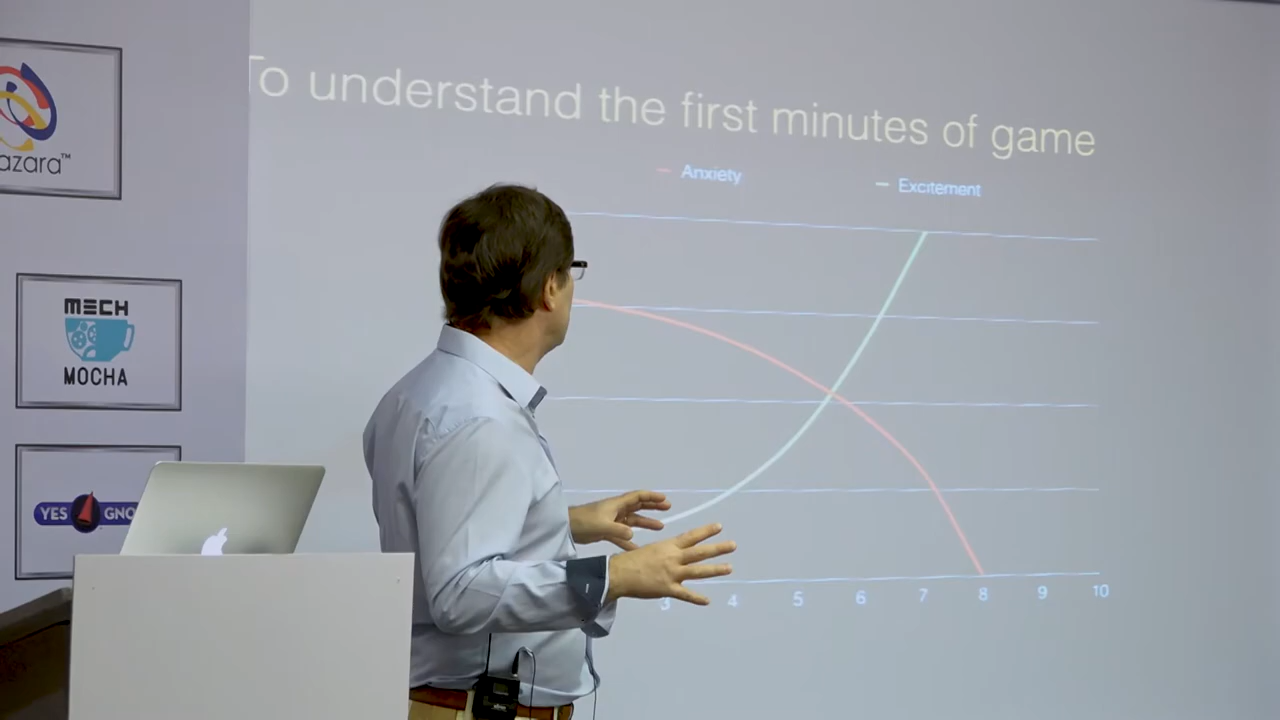 To understand the first minutes of game
Anxiety
Excitement
3 4 5 6 7 8 9 10
azara™
MECH
MOCHA
YES
GNO